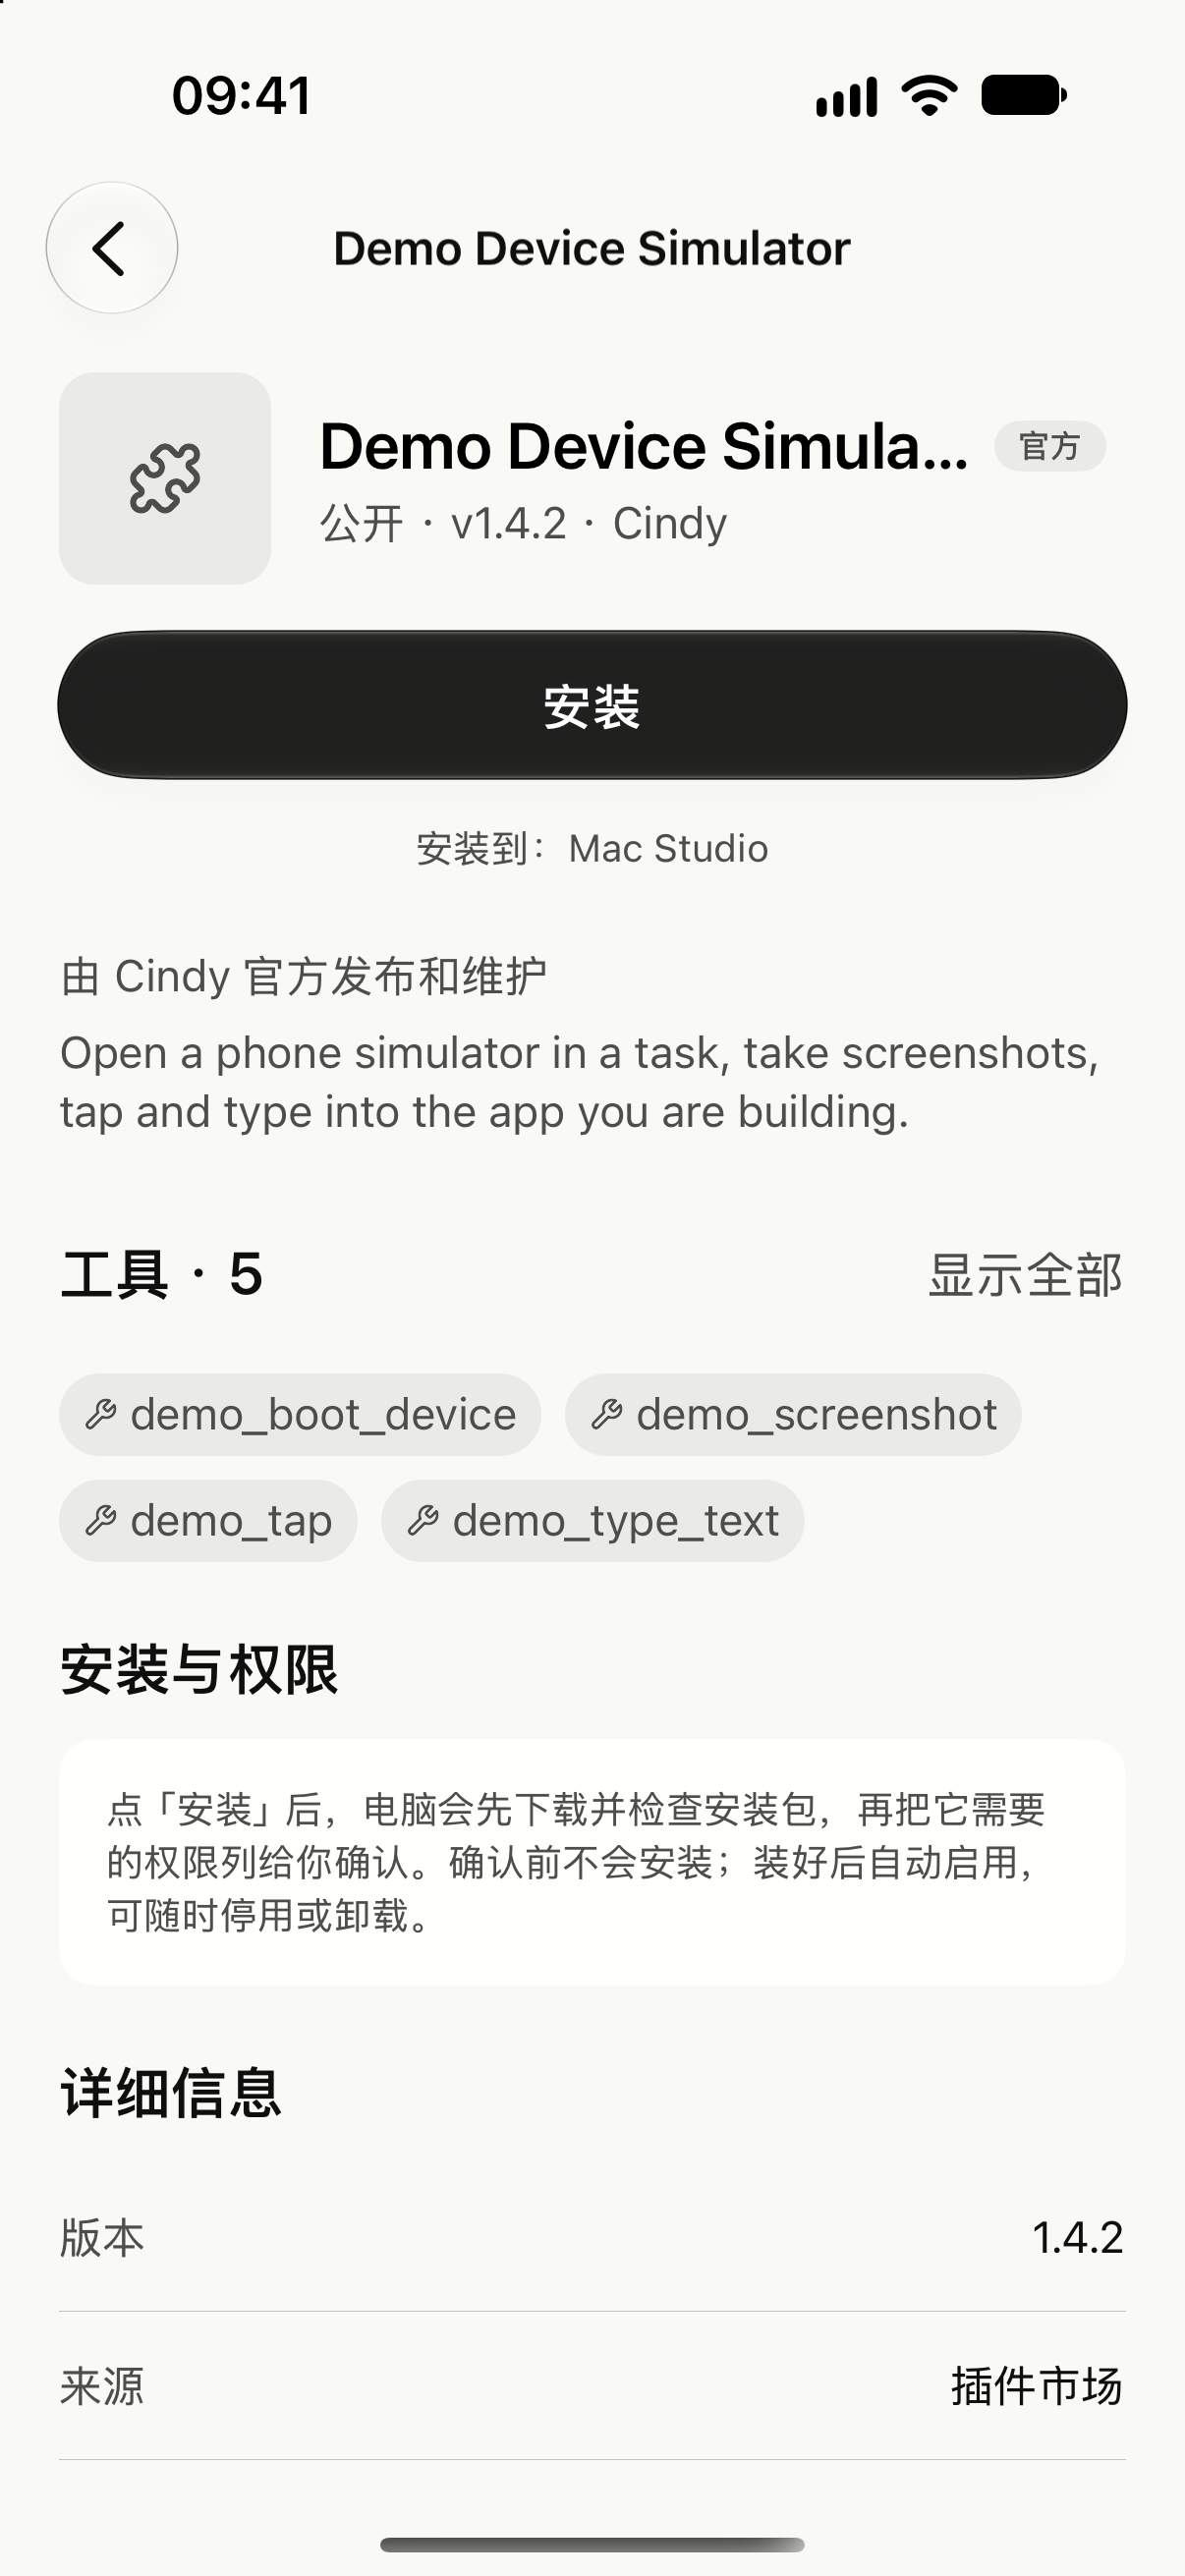 09:41
Demo Device Simulator
Demo Device Simula...
官方
公开 · v1.4.2 · Cindy
安装
安装到：Mac Studio
由 Cindy 官方发布和维护
Open a phone simulator in a task, take screenshots,
tap and type into the app you are building.
工具 · 5
显示全部
demo_boot_device
demo_screenshot
demo_tap
demo_type_text
安装与权限
点「安装」后，电脑会先下载并检查安装包，再把它需要
的权限列给你确认。确认前不会安装；装好后自动启用，
可随时停用或卸载。
详细信息
版本
1.4.2
来源
插件市场